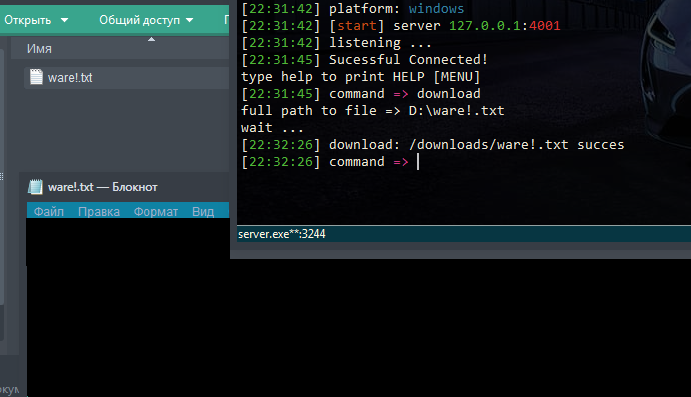 Открыть
Общий доступ
Имя
ware!.txt
[22:31:42] platform: windows
[22:31:42] [start] server 127.0.0.1:4001
[22:31:42] listening ...
[22:31:45] Sucessful Connected!
type help to print HELP [MENU]
[22:31:45] command => download
full path to file => D:\ware!.txt
wait ...
[22:32:26] download: /downloads/ware!.txt succes
[22:32:26] command =>
server.exe**:3244
ware!.txt — Блокнот
Файл Правка Формат Вид